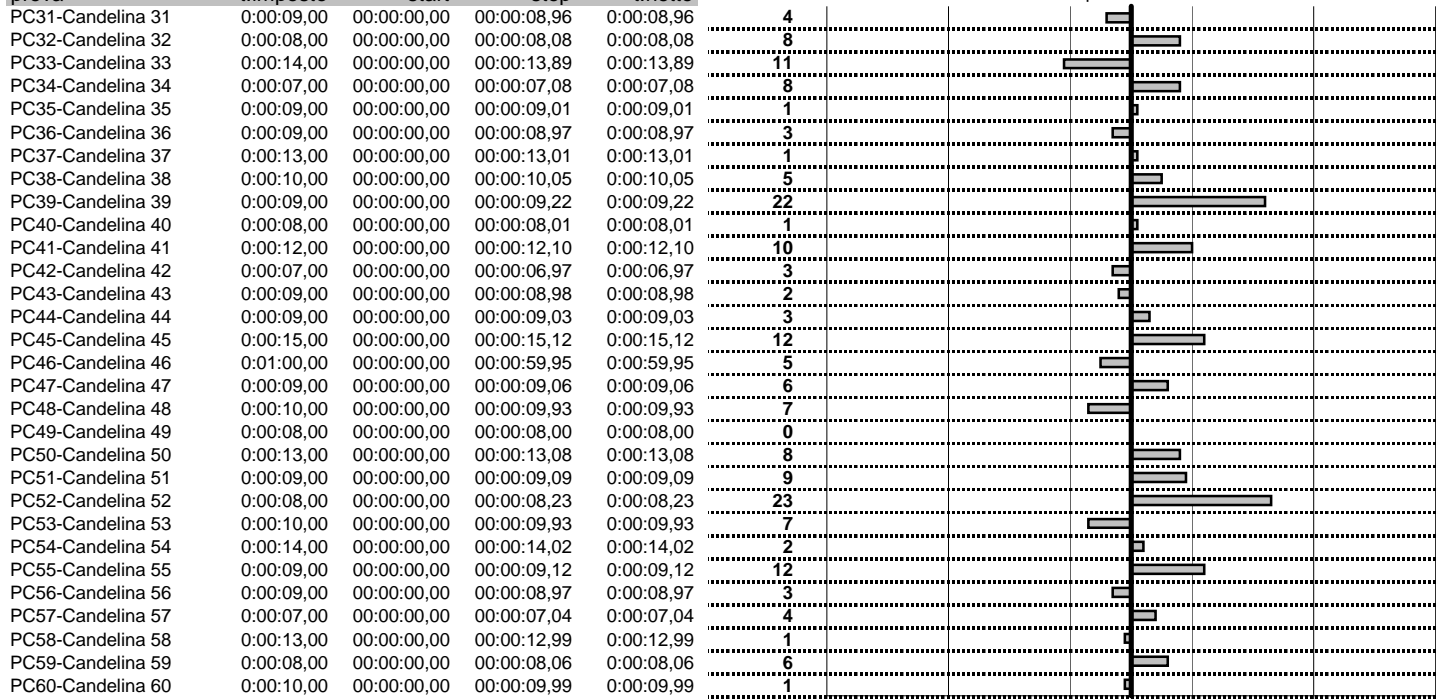 PC31-Candelina 31 0:00:09,00 00:00:00,00 00:00:08,96 0:00:08,96 4
PC32-Candelina 32 0:00:08,00 00:00:00,00 00:00:08,08 0:00:08,08 8
PC33-Candelina 33 0:00:14,00 00:00:00,00 00:00:13,89 0:00:13,89 11
PC34-Candelina 34 0:00:07,00 00:00:00,00 00:00:07,08 0:00:07,08 8
PC35-Candelina 35 0:00:09,00 00:00:00,00 00:00:09,01 0:00:09,01 1
PC36-Candelina 36 0:00:09,00 00:00:00,00 00:00:08,97 0:00:08,97 3
PC37-Candelina 37 0:00:13,00 00:00:00,00 00:00:13,01 0:00:13,01 1
PC38-Candelina 38 0:00:10,00 00:00:00,00 00:00:10,05 0:00:10,05 5
PC39-Candelina 39 0:00:09,00 00:00:00,00 00:00:09,22 0:00:09,22 22
PC40-Candelina 40 0:00:08,00 00:00:00,00 00:00:08,01 0:00:08,01 1
PC41-Candelina 41 0:00:12,00 00:00:00,00 00:00:12,10 0:00:12,10 10
PC42-Candelina 42 0:00:07,00 00:00:00,00 00:00:06,97 0:00:06,97 3
PC43-Candelina 43 0:00:09,00 00:00:00,00 00:00:08,98 0:00:08,98 2
PC44-Candelina 44 0:00:09,00 00:00:00,00 00:00:09,03 0:00:09,03 3
PC45-Candelina 45 0:00:15,00 00:00:00,00 00:00:15,12 0:00:15,12 12
PC46-Candelina 46 0:01:00,00 00:00:00,00 00:00:59,95 0:00:59,95 5
PC47-Candelina 47 0:00:09,00 00:00:00,00 00:00:09,06 0:00:09,06 6
PC48-Candelina 48 0:00:10,00 00:00:00,00 00:00:09,93 0:00:09,93 7
PC49-Candelina 49 0:00:08,00 00:00:00,00 00:00:08,00 0:00:08,00 0
PC50-Candelina 50 0:00:13,00 00:00:00,00 00:00:13,08 0:00:13,08 8
PC51-Candelina 51 0:00:09,00 00:00:00,00 00:00:09,09 0:00:09,09 9
PC52-Candelina 52 0:00:08,00 00:00:00,00 00:00:08,23 0:00:08,23 23
PC53-Candelina 53 0:00:10,00 00:00:00,00 00:00:09,93 0:00:09,93 7
PC54-Candelina 54 0:00:14,00 00:00:00,00 00:00:14,02 0:00:14,02 2
PC55-Candelina 55 0:00:09,00 00:00:00,00 00:00:09,12 0:00:09,12 12
PC56-Candelina 56 0:00:09,00 00:00:00,00 00:00:08,97 0:00:08,97 3
PC57-Candelina 57 0:00:07,00 00:00:00,00 00:00:07,04 0:00:07,04 4
PC58-Candelina 58 0:00:13,00 00:00:00,00 00:00:12,99 0:00:12,99 1
PC59-Candelina 59 0:00:08,00 00:00:00,00 00:00:08,06 0:00:08,06 6
PC60-Candelina 60 0:00:10,00 00:00:00,00 00:00:09,99 0:00:09,99 1